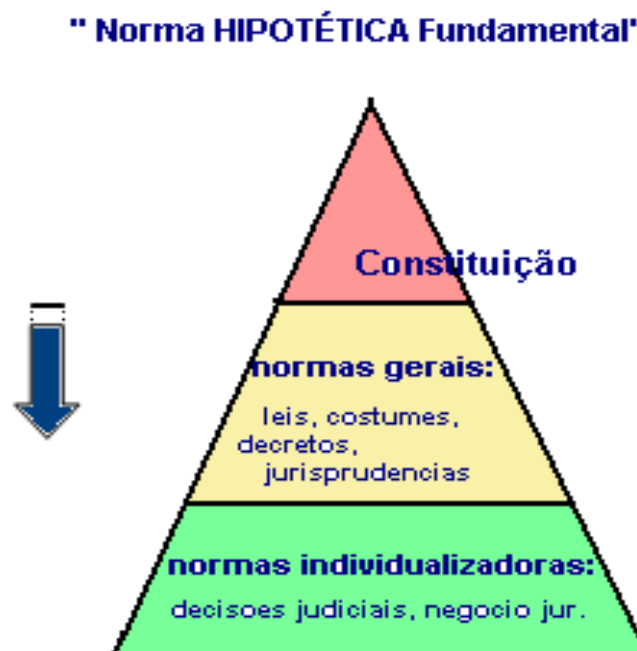 " Norma HIPOTÉTICA Fundamental"
Constituição
normas gerais:
leis, costumes,
decretos,
jurisprudencias
normas individualizadoras:
decisoes judiciais, negocio jur.